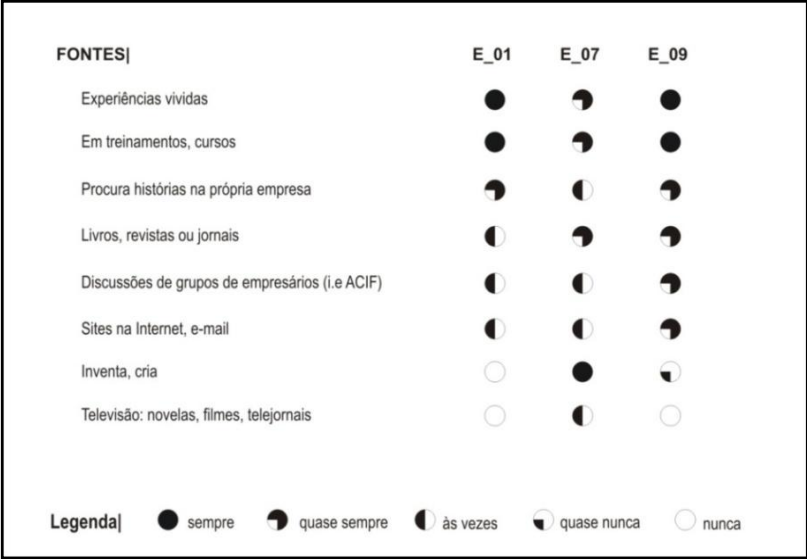 FONTES| E_01 E_07 E_09
Experiências vividas
Em treinamentos, cursos
Procura histórias na própria empresa
Livros, revistas ou jornais
Discussões de grupos de empresários (i.e ACIF)
Sites na Internet, e-mail
Inventa, cria
Televisão: novelas, filmes, telejornais
Legenda| sempre quase sempre às vezes quase nunca nunca